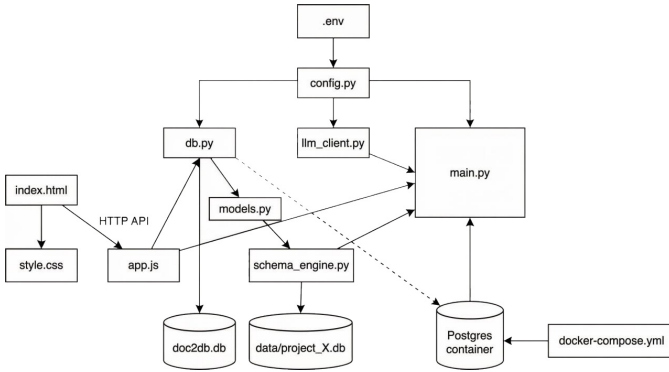 .env
config.py
db.py
llm_client.py
main.py
index.html
HTTP API
models.py
style.css
app.js
schema_engine.py
doc2db.db
data/project_X.db
Postgres
container
docker-compose.yml